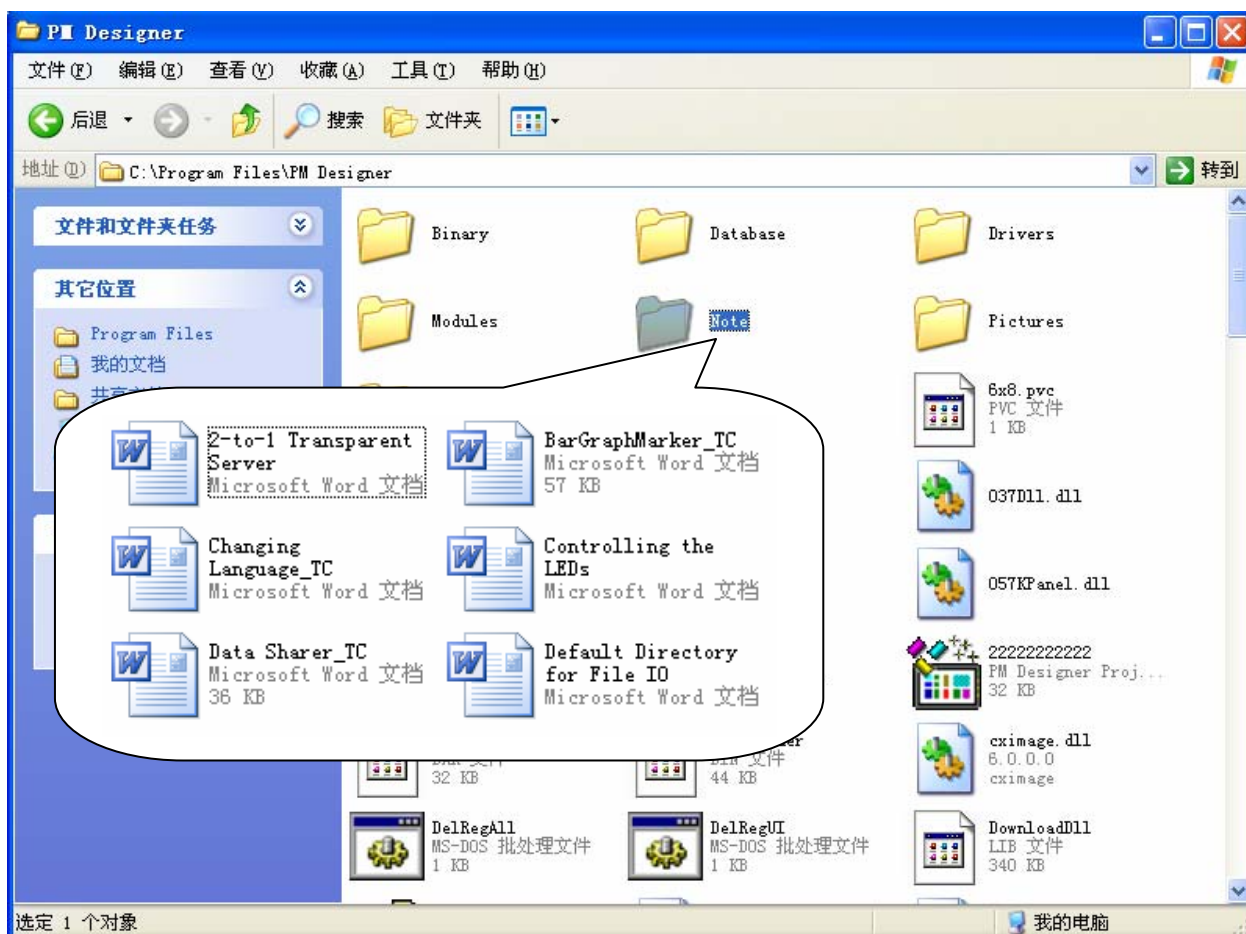 PM Designer
文件(F) 编辑(E) 查看(V) 收藏(A) 工具(T) 帮助(H)
后退 搜索 文件夹
地址(D) C:\Program Files\PM Designer 转到
文件和文件夹任务
其它位置
Program Files
我的文档
Binary
Database
Drivers
Modules
Note
Pictures
6x8.pvc
PVC 文件
1 KB
2-to-1 Transparent
Server
Microsoft Word 文档
BarGraphMarker_TC
Microsoft Word 文档
57 KB
Changing
Language_TC
Microsoft Word 文档
Controlling the
LEDs
Microsoft Word 文档
Data Sharer_TC
Microsoft Word 文档
36 KB
Default Directory
for File IO
Microsoft Word 文档
037Dll.dll
057KPanel.dll
22222222222
PM Designer Proj...
32 KB
32 KB
文件
44 KB
cximage.dll
6.0.0.0
cximage
DelRegAll
MS-DOS 批处理文件
1 KB
DelRegUI
MS-DOS 批处理文件
1 KB
DownloadDll
LIB 文件
340 KB
选定 1 个对象
我的电脑